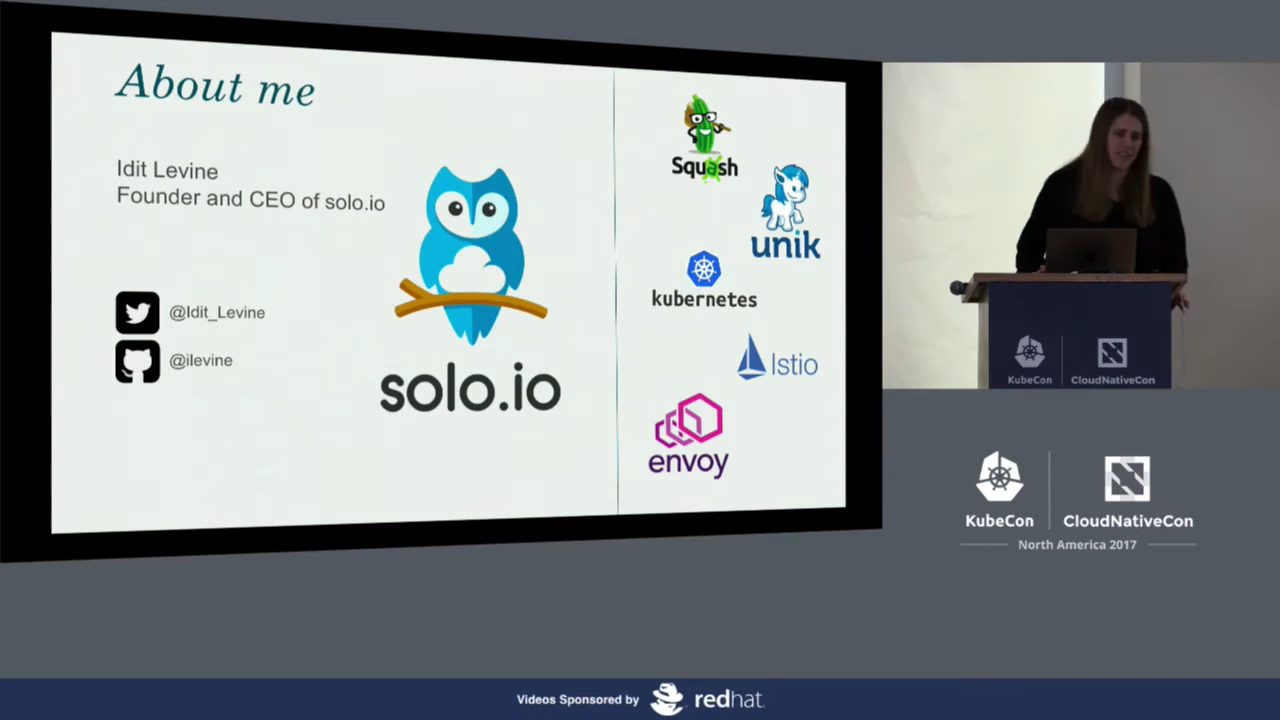 About me
Idit Levine
Founder and CEO of solo.io
@Idit_Levine
@ilevine
solo.io
Squash
unik
kubernetes
Istio
envoy
KubeCon
CloudNativeCon
KubeCon
CloudNativeCon
North America 2017
Videos Sponsored by
redhat.